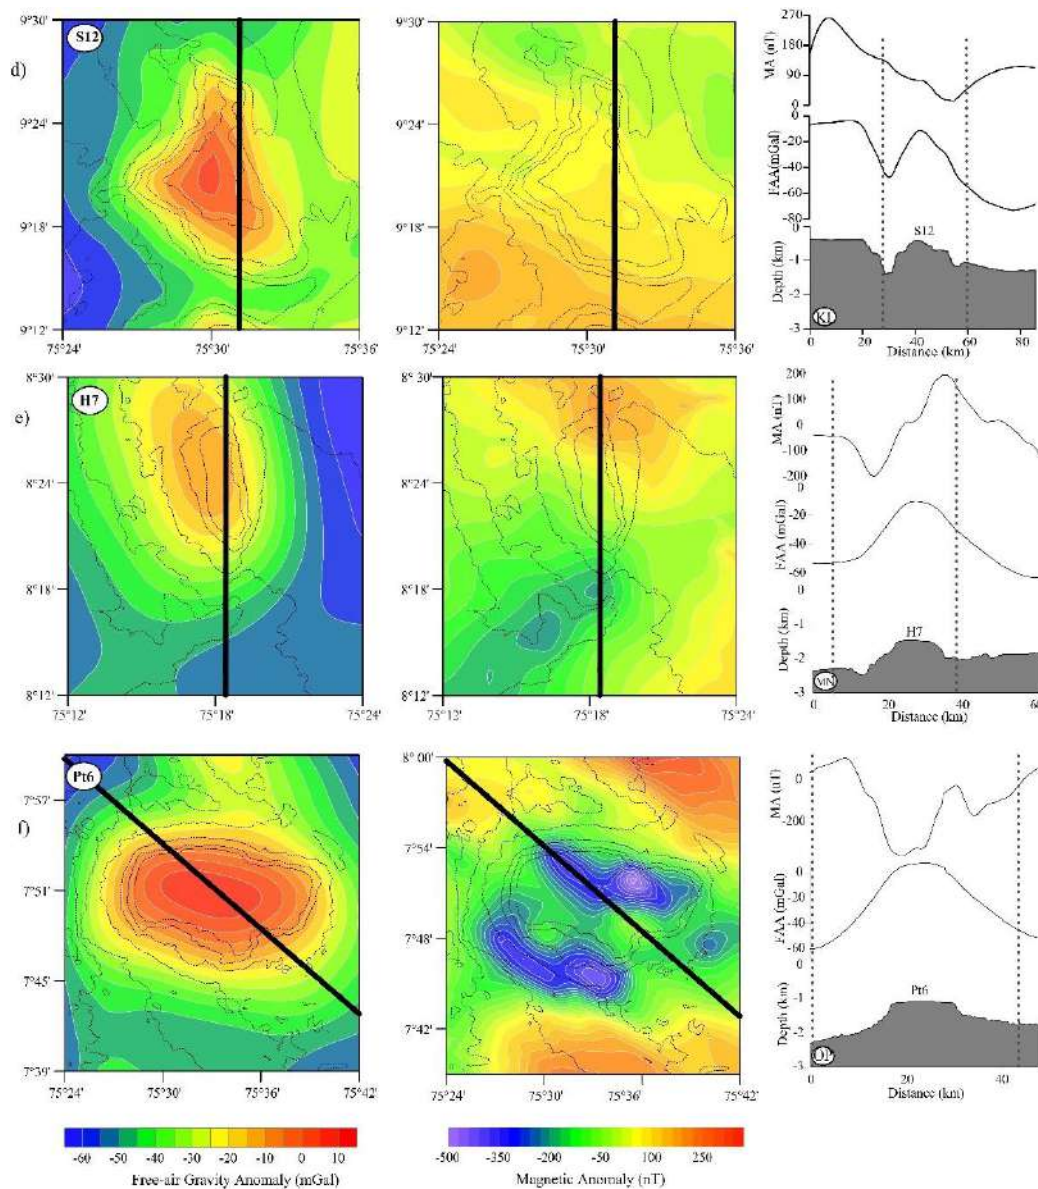 d)
S12
9°30'
9°24'
9°18'
9°12'
75°24'
75°30'
75°36'
9°30'
9°24'
9°18'
9°12'
75°24'
75°30'
75°36'
MA (nT)
270
180
90
0
FAA(mGal)
0
-20
-40
-60
-80
S12
Depth (km)
0
-1
-2
-3
K1
0 20 40 60 80
Distance (km)
e)
H7
8°30'
8°24'
8°18'
8°12'
75°12'
75°18'
75°24'
8°30'
8°24'
8°18'
8°12'
75°13'
75°18'
75°24'
MA (nT)
200
100
0
-100
-200
FAA (mGal)
0
-20
-40
-60
H7
Depth (km)
0
-1
-2
-3
MN
0 20 40 60
Distance (km)
f)
Pt6
7°57'
7°51'
7°45'
7°39'
75°24'
75°30'
75°36'
75°42'
8°00'
7°54'
7°48'
7°42'
75°24'
75°30'
75°36'
75°42'
MA (nT)
0
-200
FAA (mGal)
0
-20
-40
-60
Pt6
Depth (km)
0
-1
-2
-3
0 20 40
Distance (km)
-60 -50 -40 -30 -20 -10 0 10
Free-air Gravity Anomaly (mGal)
-500 -350 -200 -50 100 250
Magnetic Anomaly (nT)